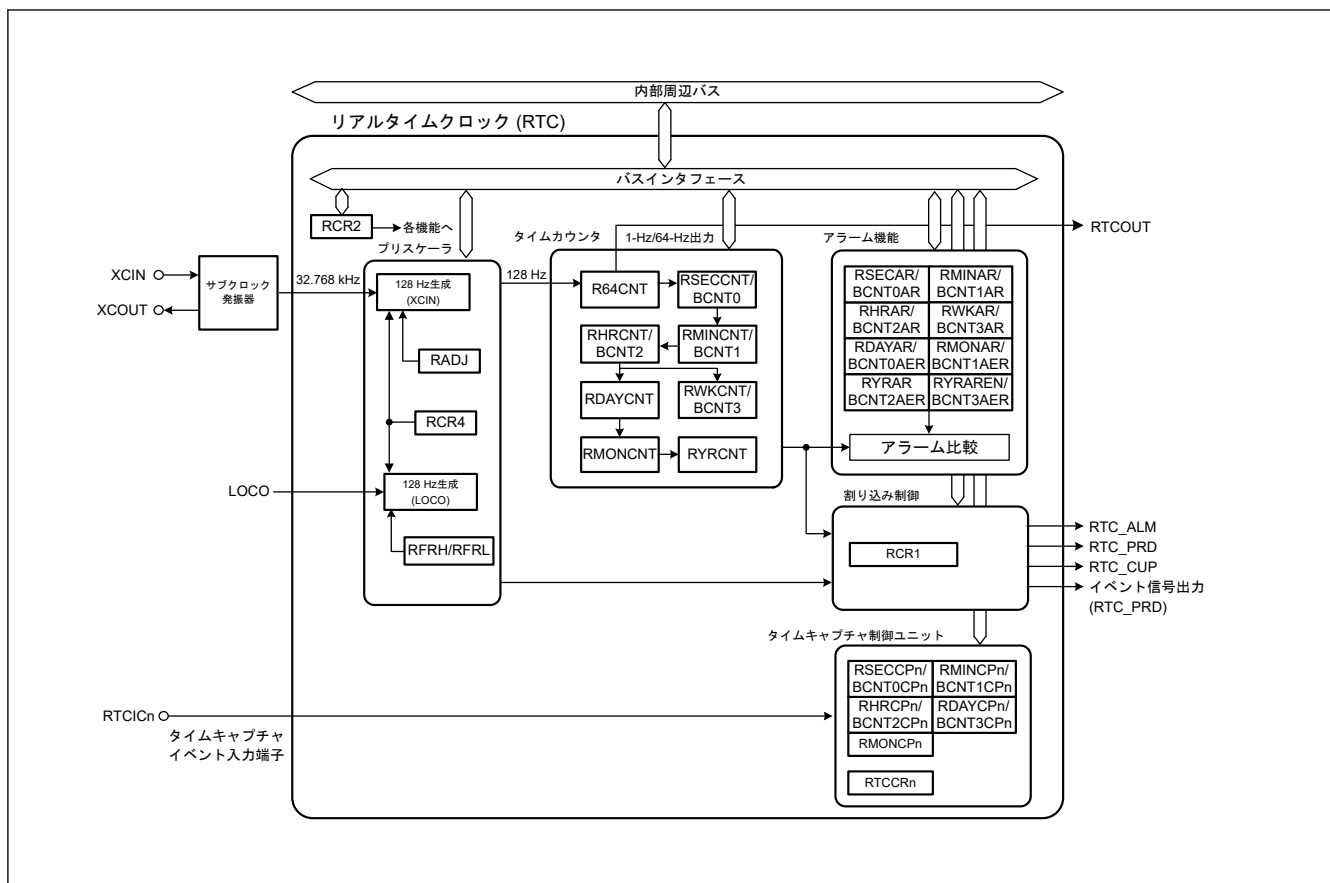 内部周辺バス
リアルタイムクロック (RTC)
バスインタフェース
RCR2
各機能へ
プリスケーラ
タイムカウンタ
1-Hz/64-Hz出力
アラーム機能
RTCOUT
XCIN
XCOUT
サブクロック
発振器
32.768 kHz
128 Hz生成
(XCIN)
128 Hz
RADJ
RCR4
LOCO
128 Hz生成
(LOCO)
RFRH/RFRL
R64CNT
RSECCNT/
BCNT0
RHRCNT/
BCNT2
RMINCNT/
BCNT1
RDAYCNT
RWKCNT/
BCNT3
RMONCNT
RYRCNT
RSECAR/
BCNT0AR
RMINAR/
BCNT1AR
RHRAR/
BCNT2AR
RWKAR/
BCNT3AR
RDAYAR/
BCNT0AER
RMONAR/
BCNT1AER
RYRAR
BCNT2AER
RYRAREN/
BCNT3AER
アラーム比較
割り込み制御
RCR1
RTC_ALM
RTC_PRD
RTC_CUP
イベント信号出力
(RTC_PRD)
タイムキャプチャ制御ユニット
RSECCPn/
BCNT0CPn
RMINCPn/
BCNT1CPn
RHRCPn/
BCNT2CPn
RDAYCPn/
BCNT3CPn
RMONCPn
RTCCRn
RTCICn
タイムキャプチャ
イベント入力端子